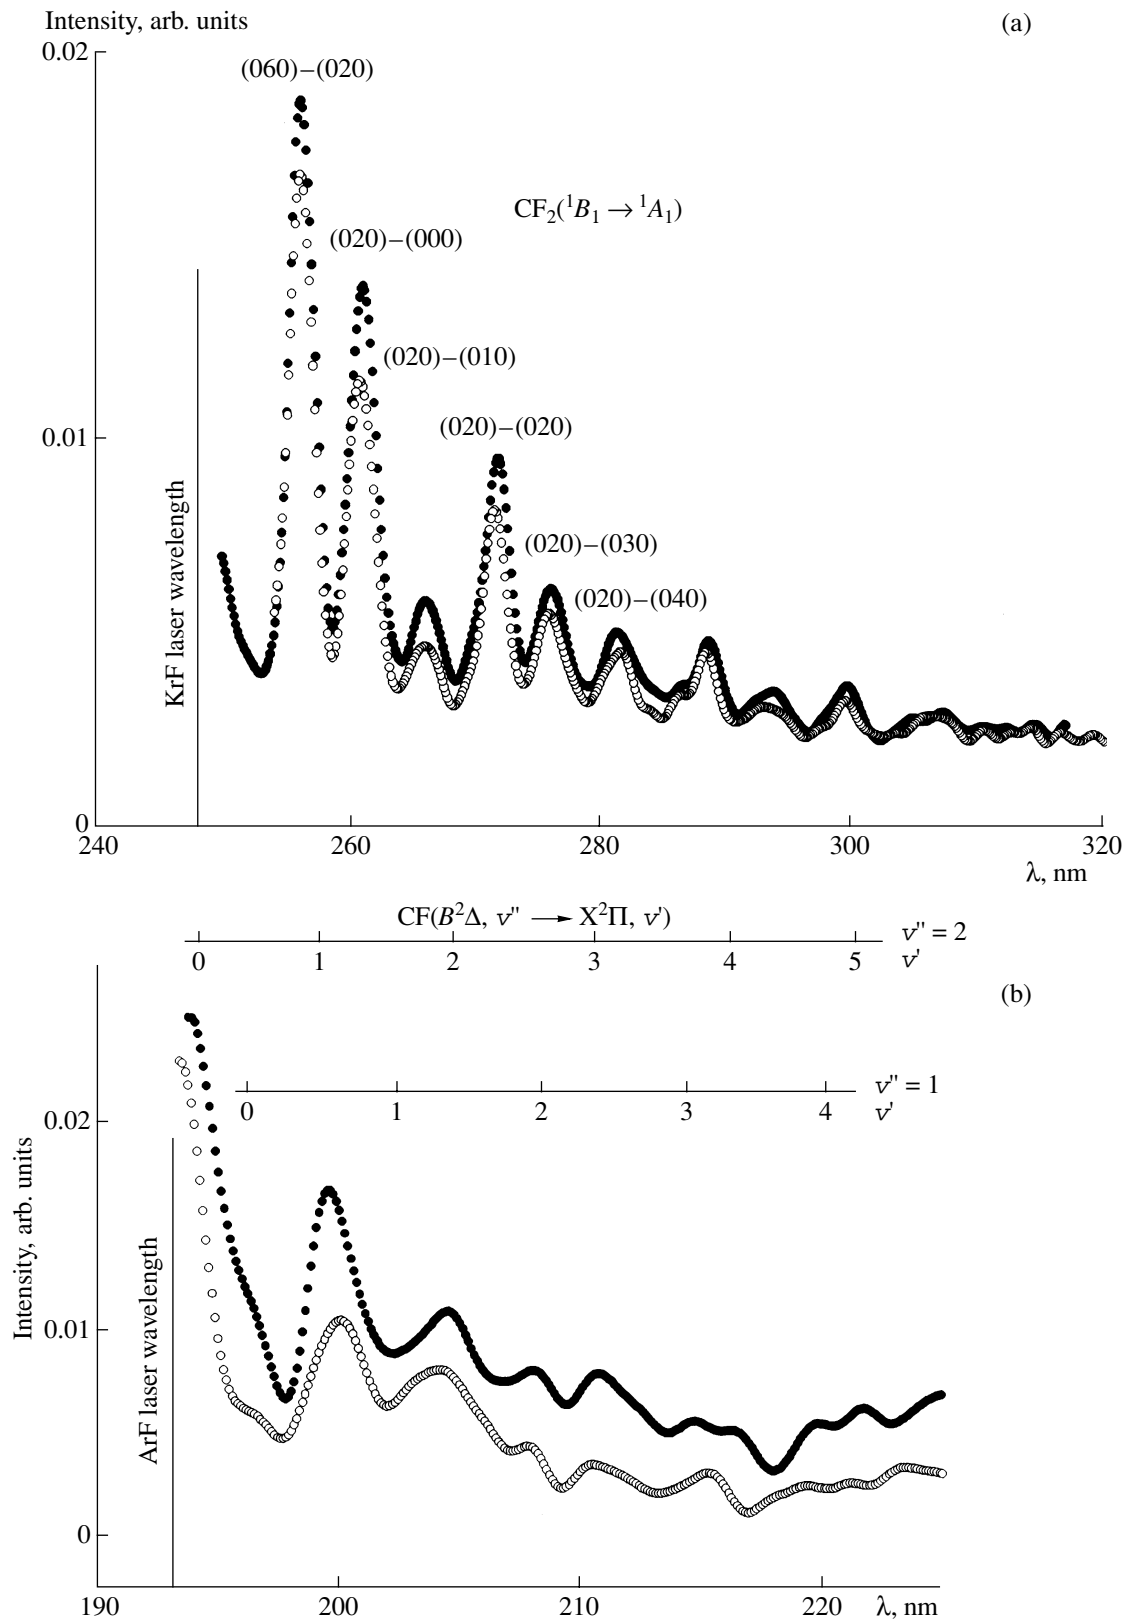 Intensity, arb. units
(a)
0.02
(060)–(020)
CF₂(¹B₁ → ¹A₁)
(020)–(000)
(020)–(010)
(020)–(020)
0.01
KrF laser wavelength
(020)–(030)
(020)–(040)
0
240 260 280 300 320
λ, nm
CF(B²Δ, v" → X²Π, v')
v" = 2
0 1 2 3 4 5 v'
(b)
v" = 1
0 1 2 3 4 v'
0.02
Intensity, arb. units
ArF laser wavelength
0.01
0
190 200 210 220 λ, nm